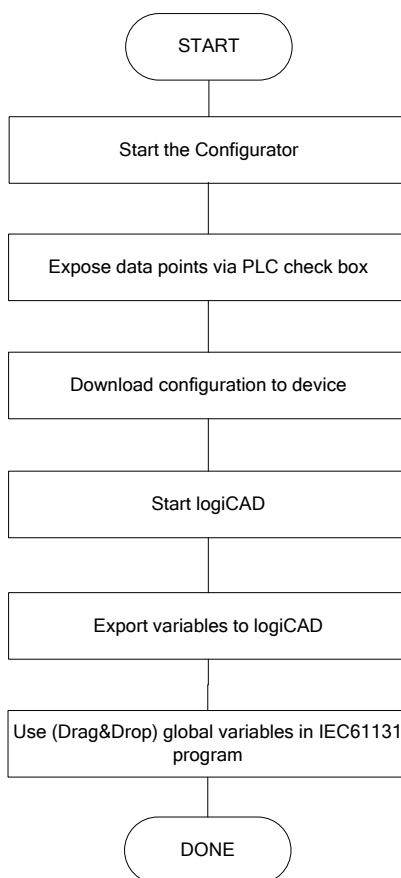 START
Start the Configurator
Expose data points via PLC check box
Download configuration to device
Start logiCAD
Export variables to logiCAD
Use (Drag&Drop) global variables in IEC61131
program
DONE